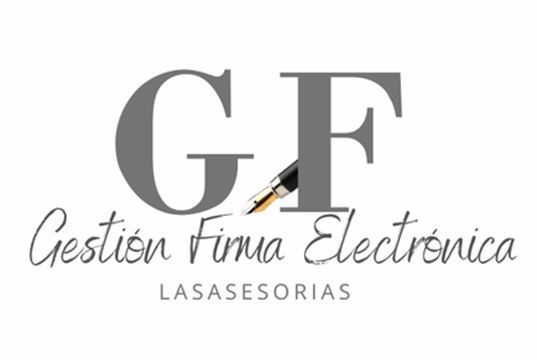 GF
Gestión Firma Electrónica
LASASESORIAS